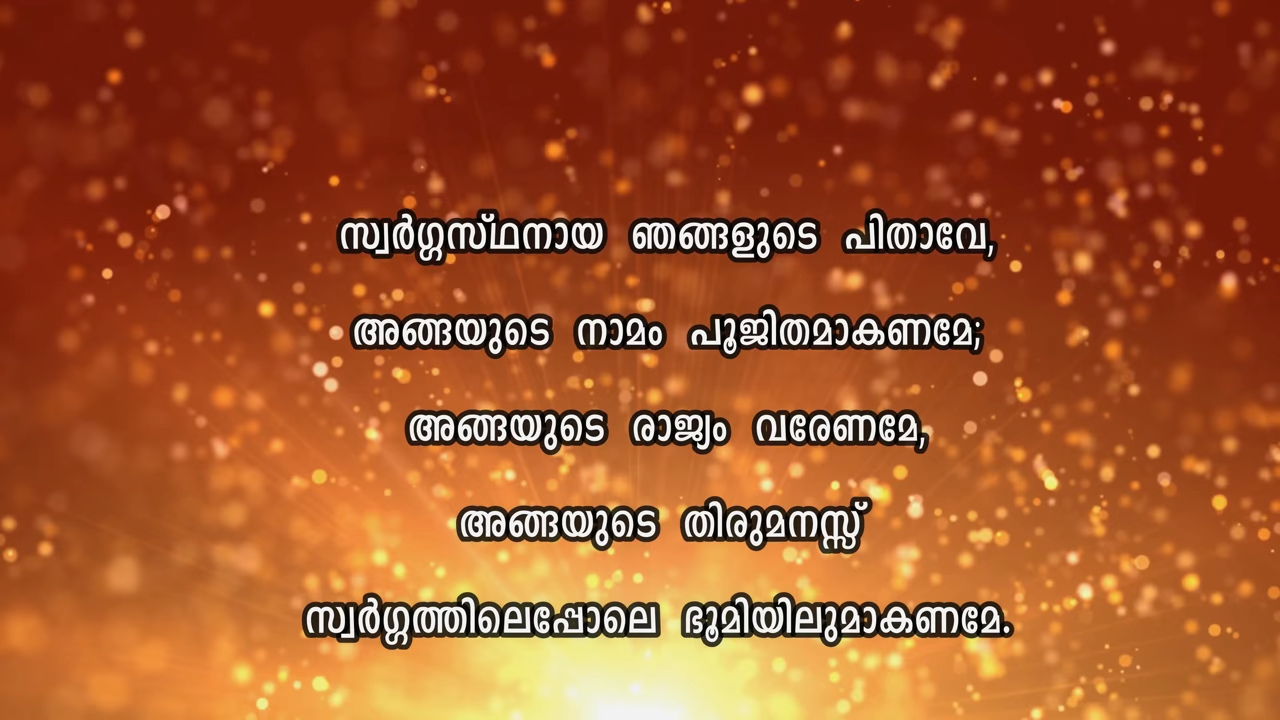 സ്വർഗ്ഗസ്ഥനായ ഞങ്ങളുടെ പിതാവേ,
അങ്ങയുടെ നാമം പൂജിതമാകണമേ;
അങ്ങയുടെ രാജ്യം വരേണമേ,
അങ്ങയുടെ തിരുമനസ്സ്
സ്വർഗ്ഗത്തിലെപ്പോലെ ഭൂമിയിലുമാകണമേ.